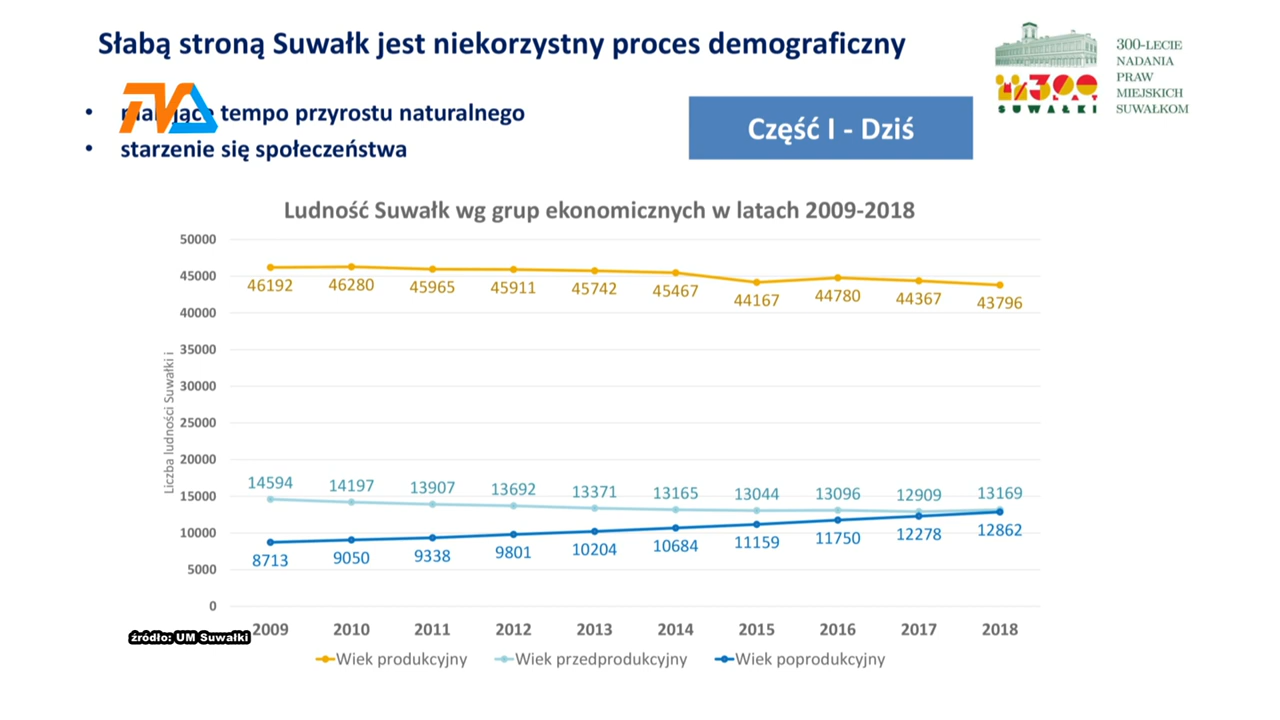 Słabą stroną Suwałk jest niekorzystny proces demograficzny
300-LECIE
NADANIA
PRAW
MIEJSKICH
SUWAŁKOM
300
LAT
SUWAŁKI
TVA
• tempo przyrostu naturalnego
• starzenie się społeczeństwa
Część I - Dziś
Ludność Suwałk wg grup ekonomicznych w latach 2009-2018
Liczba ludności Suwałki i
50000
45000
40000
35000
30000
25000
20000
15000
10000
5000
0
46192 46280 45965 45911 45742 45467 44167 44780 44367 43796
14594 14197 13907 13692 13371 13165 13044 13096 12909 13169
8713 9050 9338 9801 10204 10684 11159 11750 12278 12862
źródło: UM Suwałki
2009 2010 2011 2012 2013 2014 2015 2016 2017 2018
Wiek produkcyjny Wiek przedprodukcyjny Wiek poprodukcyjny